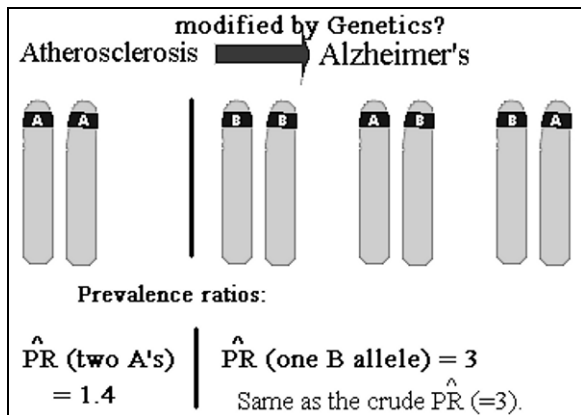 modified by Genetics?
Atherosclerosis Alzheimer's
A A B B A B B A
Prevalence ratios:
^ ^
PR (two A's) PR (one B allele) = 3
= 1.4 Same as the crude P̂R (=3).